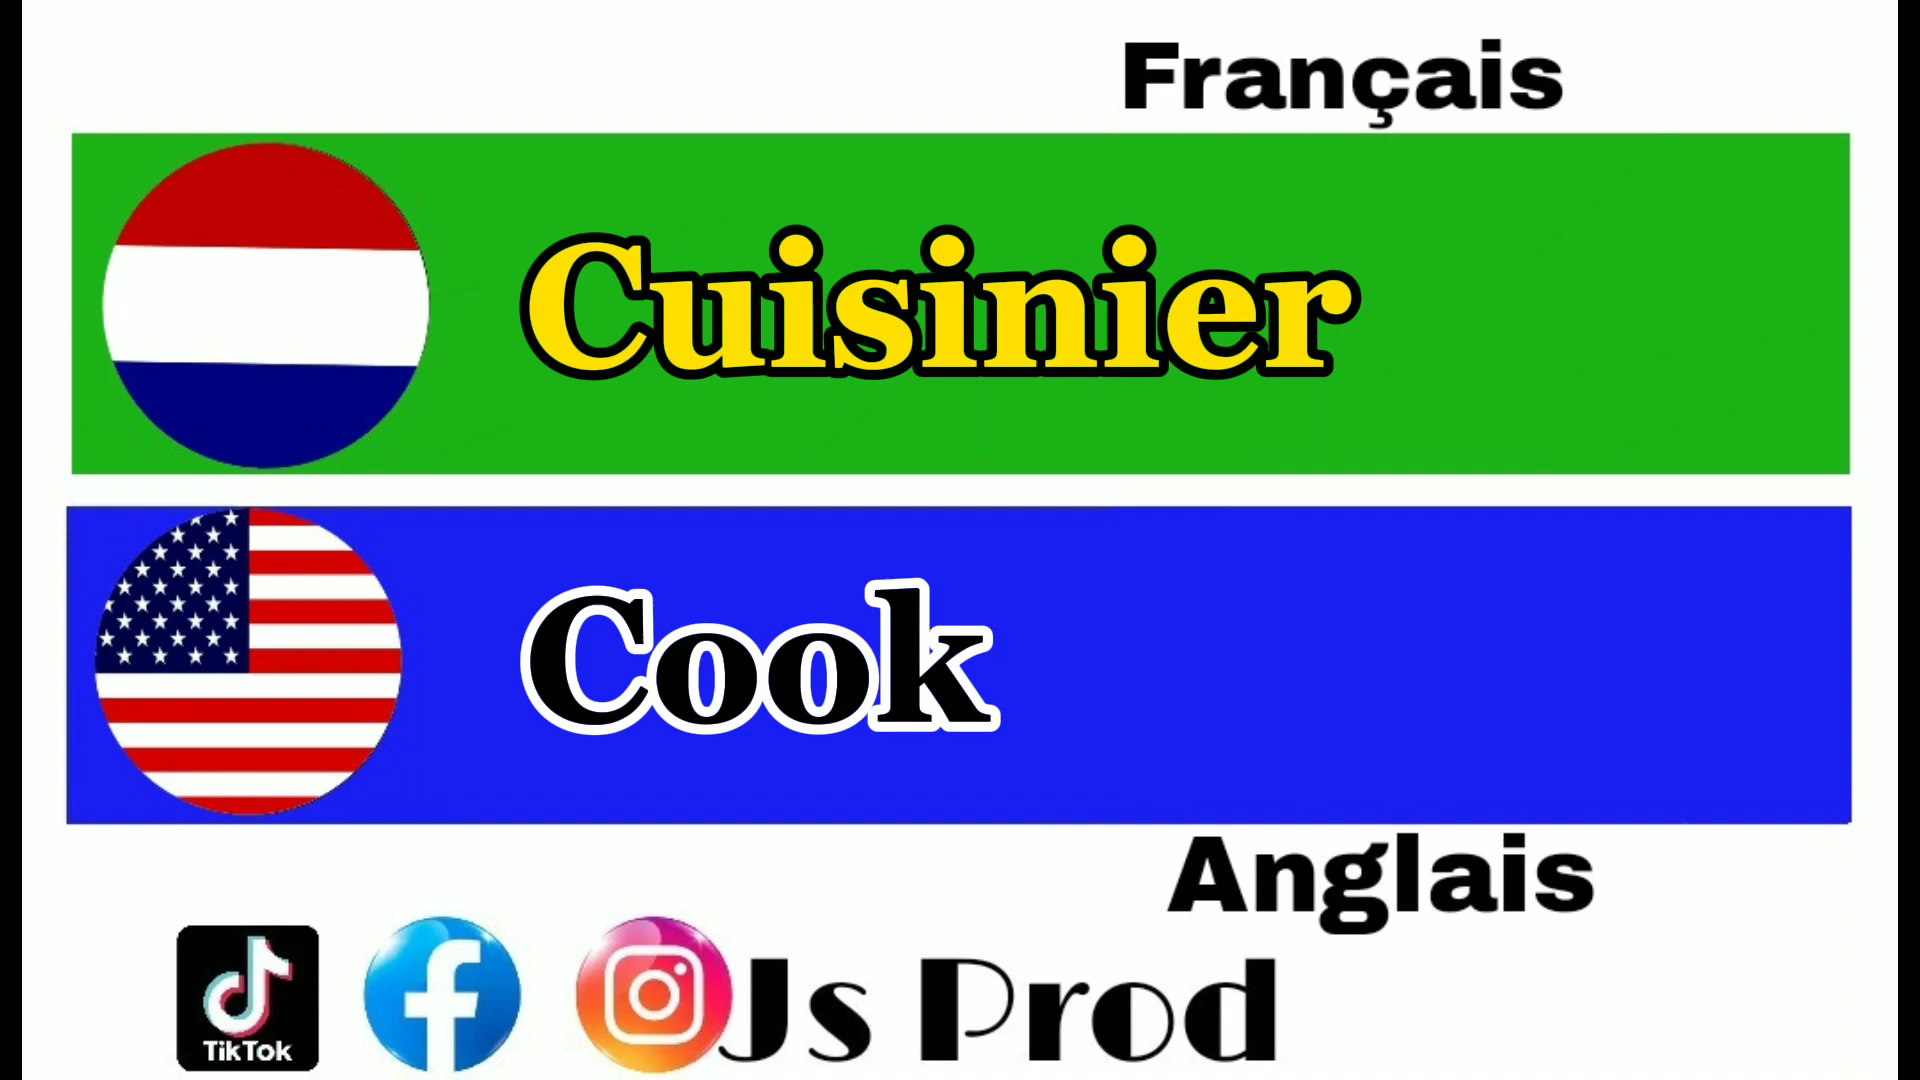 Français
Cuisinier
Cook
Anglais
TikTok
Js Prod